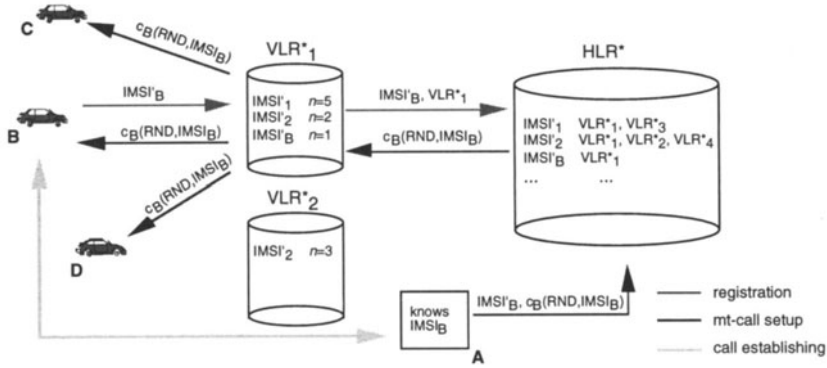 C
c_B(RND,IMSI_B)
VLR*_1
HLR*
IMSI'_B
IMSI'_1 n=5
IMSI'_2 n=2
IMSI'_B n=1
IMSI'_B, VLR*_1
IMSI'_1 VLR*_1, VLR*_3
IMSI'_2 VLR*_1, VLR*_2, VLR*_4
IMSI'_B VLR*_1
... ...
B
c_B(RND,IMSI_B)
c_B(RND,IMSI_B)
c_B(RND,IMSI_B)
D
VLR*_2
IMSI'_2 n=3
knows
IMSI_B
A
IMSI'_B, c_B(RND,IMSI_B)
registration
mt-call setup
call establishing